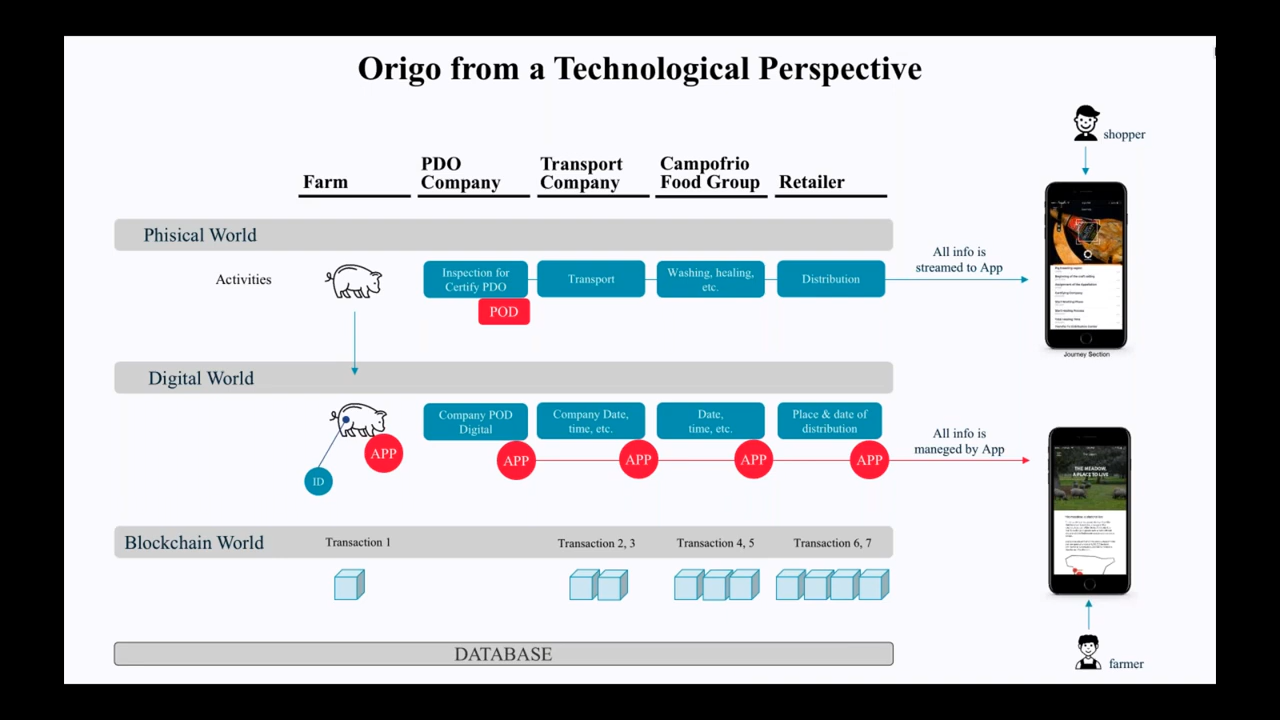 Origo from a Technological Perspective
shopper
Farm
PDO
Company
Transport
Company
Campofrio
Food Group
Retailer
Phisical World
Activities
Inspection for
Certify PDO
POD
Transport
Washing, healing,
etc.
Distribution
All info is
streamed to App
Journey Section
Digital World
APP
ID
Company POD
Digital
APP
Company Date,
time, etc.
APP
Date,
time, etc.
APP
Place & date of
distribution
APP
All info is
maneged by App
THE MEADOW,
A PLACE TO LIVE
Blockchain World
Transaction 1
Transaction 2, 3
Transaction 4, 5
Transaction 6, 7
DATABASE
farmer